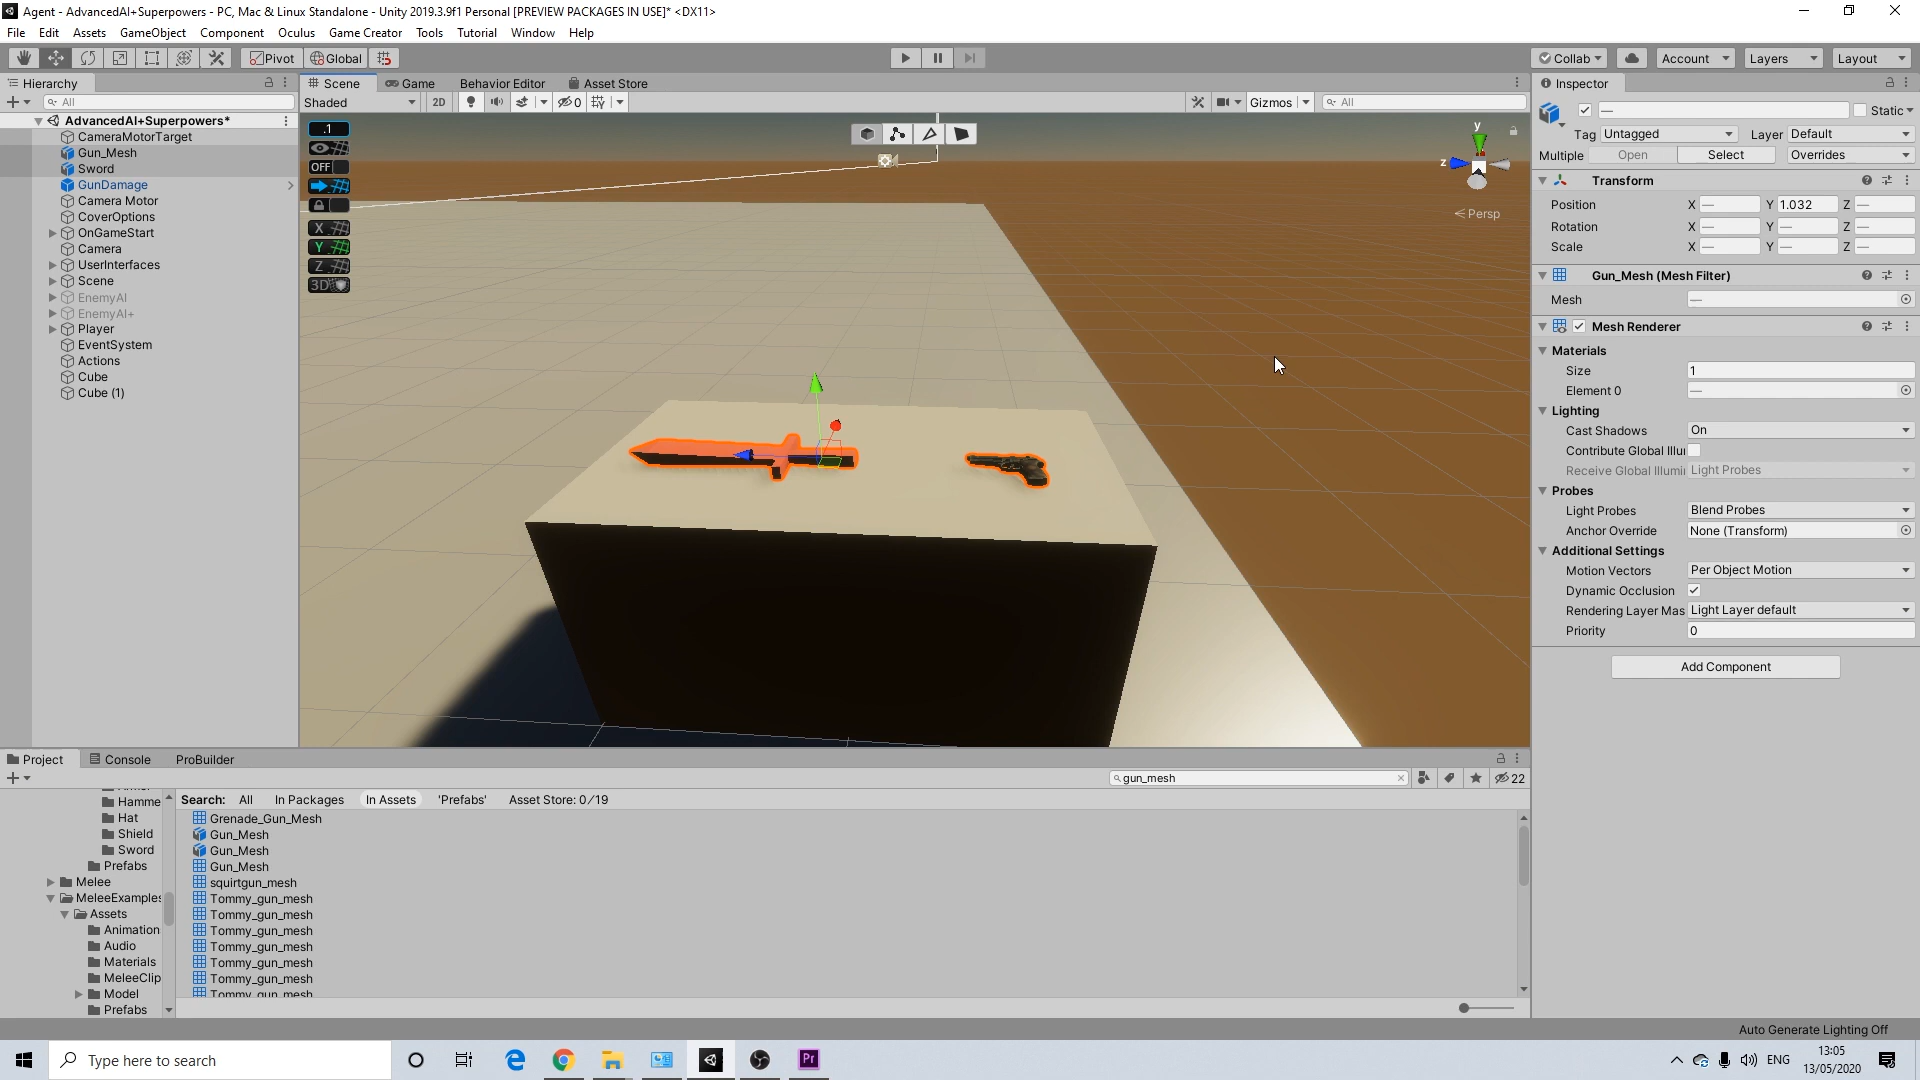 Agent - AdvancedAI+Superpowers - PC, Mac & Linux Standalone - Unity 2019.3.9f1 Personal [PREVIEW PACKAGES IN USE]* <DX11>
File Edit Assets GameObject Component Oculus Game Creator Tools Tutorial Window Help
Pivot Global Collab Account Layers Layout
Hierarchy
All
AdvancedAI+Superpowers*
CameraMotorTarget
Gun_Mesh
Sword
GunDamage
Camera Motor
CoverOptions
OnGameStart
Camera
UserInterfaces
Scene
EnemyAI
EnemyAI+
Player
EventSystem
Actions
Cube
Cube (1)
Scene Game Behavior Editor Asset Store
Shaded 2D 0 Gizmos All
.1
OFF
X
Y
Z
3D
y
z
Persp
Inspector
—
Static
Tag Untagged Layer Default
Multiple Open Select Overrides
Transform
Position X — Y 1.032 Z —
Rotation X — Y — Z —
Scale X — Y — Z —
Gun_Mesh (Mesh Filter)
Mesh —
Mesh Renderer
Materials
Size 1
Element 0 —
Lighting
Cast Shadows On
Contribute Global Illu
Receive Global Illumi Light Probes
Probes
Light Probes Blend Probes
Anchor Override None (Transform)
Additional Settings
Motion Vectors Per Object Motion
Dynamic Occlusion
Rendering Layer Mas Light Layer default
Priority 0
Add Component
Project Console ProBuilder
gun_mesh 22
Hamme
Hat
Shield
Sword
Prefabs
Melee
MeleeExamples
Assets
Animation
Audio
Materials
MeleeClip
Model
Prefabs
Search: All In Packages In Assets 'Prefabs' Asset Store: 0/19
Grenade_Gun_Mesh
Gun_Mesh
Gun_Mesh
Gun_Mesh
squirtgun_mesh
Tommy_gun_mesh
Tommy_gun_mesh
Tommy_gun_mesh
Tommy_gun_mesh
Tommy_gun_mesh
Tommy_gun_mesh
Tommy_gun_mesh
Auto Generate Lighting Off
Type here to search
Pr
ENG
13:05
13/05/2020